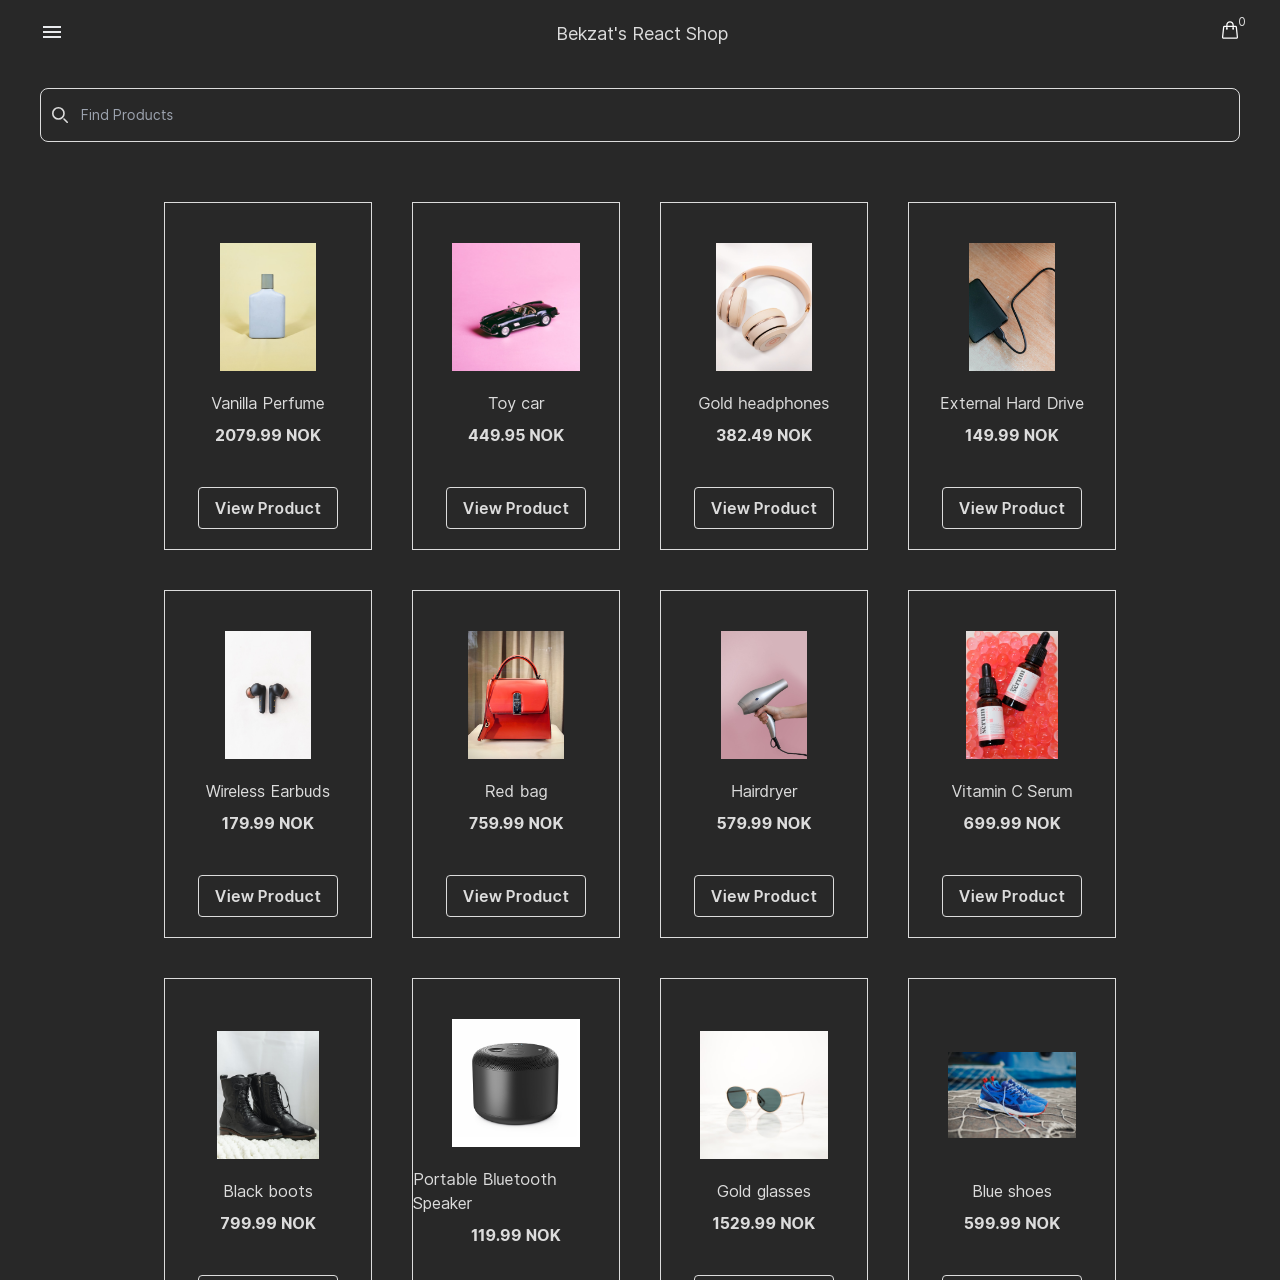 Bekzat's React Shop
0
Find Products
Vanilla Perfume
2079.99 NOK
View Product
Toy car
449.95 NOK
View Product
Gold headphones
382.49 NOK
View Product
External Hard Drive
149.99 NOK
View Product
Wireless Earbuds
179.99 NOK
View Product
Red bag
759.99 NOK
View Product
Hairdryer
579.99 NOK
View Product
serum
serum
Vitamin C Serum
699.99 NOK
View Product
Black boots
799.99 NOK
Portable Bluetooth
Speaker
119.99 NOK
Gold glasses
1529.99 NOK
Blue shoes
599.99 NOK